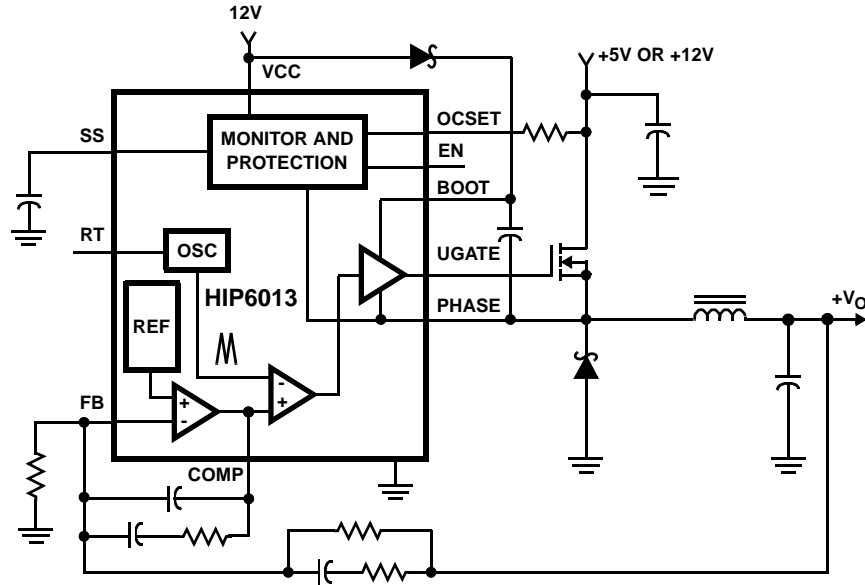 12V
VCC
+5V OR +12V
SS
MONITOR AND
PROTECTION
OCSET
EN
BOOT
RT
OSC
UGATE
HIP6013
REF
PHASE
+VO
FB
+
-
-
+
COMP